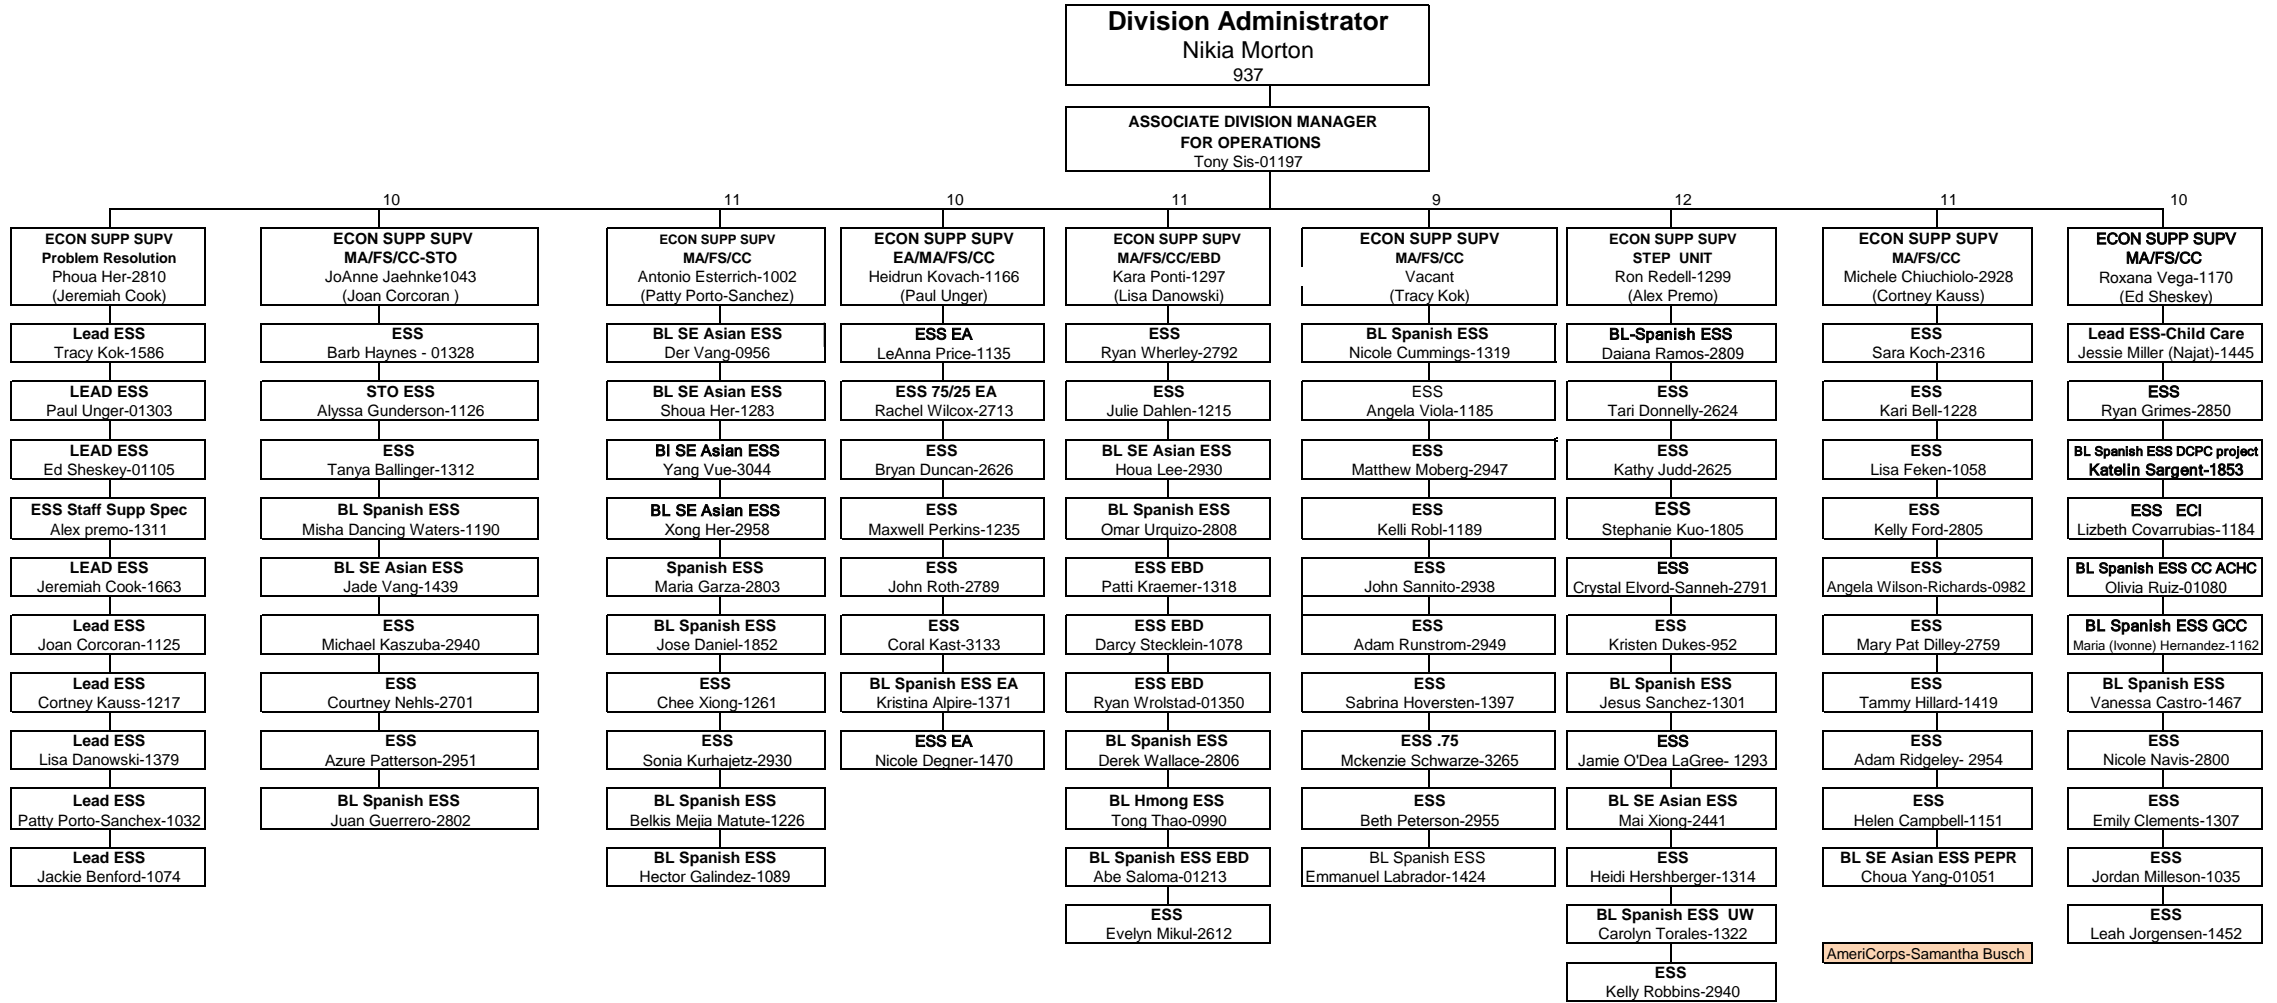 Division Administrator
Nikia Morton
937
ASSOCIATE DIVISION MANAGER
FOR OPERATIONS
Tony Sis-01197
10
11
10
11
9
12
11
10
ECON SUPP SUPV
Problem Resolution
Phoua Her-2810
(Jeremiah Cook)
Lead ESS
Tracy Kok-1586
LEAD ESS
Paul Unger-01303
LEAD ESS
Ed Sheskey-01105
ESS Staff Supp Spec
Alex premo-1311
LEAD ESS
Jeremiah Cook-1663
Lead ESS
Joan Corcoran-1125
Lead ESS
Cortney Kauss-1217
Lead ESS
Lisa Danowski-1379
Lead ESS
Patty Porto-Sanchex-1032
Lead ESS
Jackie Benford-1074
ECON SUPP SUPV
MA/FS/CC-STO
JoAnne Jaehnke1043
(Joan Corcoran )
ESS
Barb Haynes - 01328
STO ESS
Alyssa Gunderson-1126
ESS
Tanya Ballinger-1312
BL Spanish ESS
Misha Dancing Waters-1190
BL SE Asian ESS
Jade Vang-1439
ESS
Michael Kaszuba-2940
ESS
Courtney Nehls-2701
ESS
Azure Patterson-2951
BL Spanish ESS
Juan Guerrero-2802
ECON SUPP SUPV
MA/FS/CC
Antonio Esterrich-1002
(Patty Porto-Sanchez)
BL SE Asian ESS
Der Vang-0956
BL SE Asian ESS
Shoua Her-1283
Bl SE Asian ESS
Yang Vue-3044
BL SE Asian ESS
Xong Her-2958
Spanish ESS
Maria Garza-2803
BL Spanish ESS
Jose Daniel-1852
ESS
Chee Xiong-1261
ESS
Sonia Kurhajetz-2930
BL Spanish ESS
Belkis Mejia Matute-1226
BL Spanish ESS
Hector Galindez-1089
ECON SUPP SUPV
EA/MA/FS/CC
Heidrun Kovach-1166
(Paul Unger)
ESS EA
LeAnna Price-1135
ESS 75/25 EA
Rachel Wilcox-2713
ESS
Bryan Duncan-2626
ESS
Maxwell Perkins-1235
ESS
John Roth-2789
ESS
Coral Kast-3133
BL Spanish ESS EA
Kristina Alpire-1371
ESS EA
Nicole Degner-1470
ECON SUPP SUPV
MA/FS/CC/EBD
Kara Ponti-1297
(Lisa Danowski)
ESS
Ryan Wherley-2792
ESS
Julie Dahlen-1215
BL SE Asian ESS
Houa Lee-2930
BL Spanish ESS
Omar Urquizo-2808
ESS EBD
Patti Kraemer-1318
ESS EBD
Darcy Stecklein-1078
ESS EBD
Ryan Wrolstad-01350
BL Spanish ESS
Derek Wallace-2806
BL Hmong ESS
Tong Thao-0990
BL Spanish ESS EBD
Abe Saloma-01213
ESS
Evelyn Mikul-2612
ECON SUPP SUPV
MA/FS/CC
Vacant
(Tracy Kok)
BL Spanish ESS
Nicole Cummings-1319
ESS
Angela Viola-1185
ESS
Matthew Moberg-2947
ESS
Kelli Robl-1189
ESS
John Sannito-2938
ESS
Adam Runstrom-2949
ESS
Sabrina Hoversten-1397
ESS .75
Mckenzie Schwarze-3265
ESS
Beth Peterson-2955
BL Spanish ESS
Emmanuel Labrador-1424
ECON SUPP SUPV
STEP UNIT
Ron Redell-1299
(Alex Premo)
BL-Spanish ESS
Daiana Ramos-2809
ESS
Tari Donnelly-2624
ESS
Kathy Judd-2625
ESS
Stephanie Kuo-1805
ESS
Crystal Elvord-Sanneh-2791
ESS
Kristen Dukes-952
BL Spanish ESS
Jesus Sanchez-1301
ESS
Jamie O'Dea LaGree- 1293
BL SE Asian ESS
Mai Xiong-2441
ESS
Heidi Hershberger-1314
BL Spanish ESS UW
Carolyn Torales-1322
ESS
Kelly Robbins-2940
ECON SUPP SUPV
MA/FS/CC
Michele Chiuchiolo-2928
(Cortney Kauss)
ESS
Sara Koch-2316
ESS
Kari Bell-1228
ESS
Lisa Feken-1058
ESS
Kelly Ford-2805
ESS
Angela Wilson-Richards-0982
ESS
Mary Pat Dilley-2759
ESS
Tammy Hillard-1419
ESS
Adam Ridgeley- 2954
ESS
Helen Campbell-1151
BL SE Asian ESS PEPR
Choua Yang-01051
AmeriCorps-Samantha Busch
ECON SUPP SUPV
MA/FS/CC
Roxana Vega-1170
(Ed Sheskey)
Lead ESS-Child Care
Jessie Miller (Najat)-1445
ESS
Ryan Grimes-2850
BL Spanish ESS DCPC project
Katelin Sargent-1853
ESS ECI
Lizbeth Covarrubias-1184
BL Spanish ESS CC ACHC
Olivia Ruiz-01080
BL Spanish ESS GCC
Maria (Ivonne) Hernandez-1162
BL Spanish ESS
Vanessa Castro-1467
ESS
Nicole Navis-2800
ESS
Emily Clements-1307
ESS
Jordan Milleson-1035
ESS
Leah Jorgensen-1452